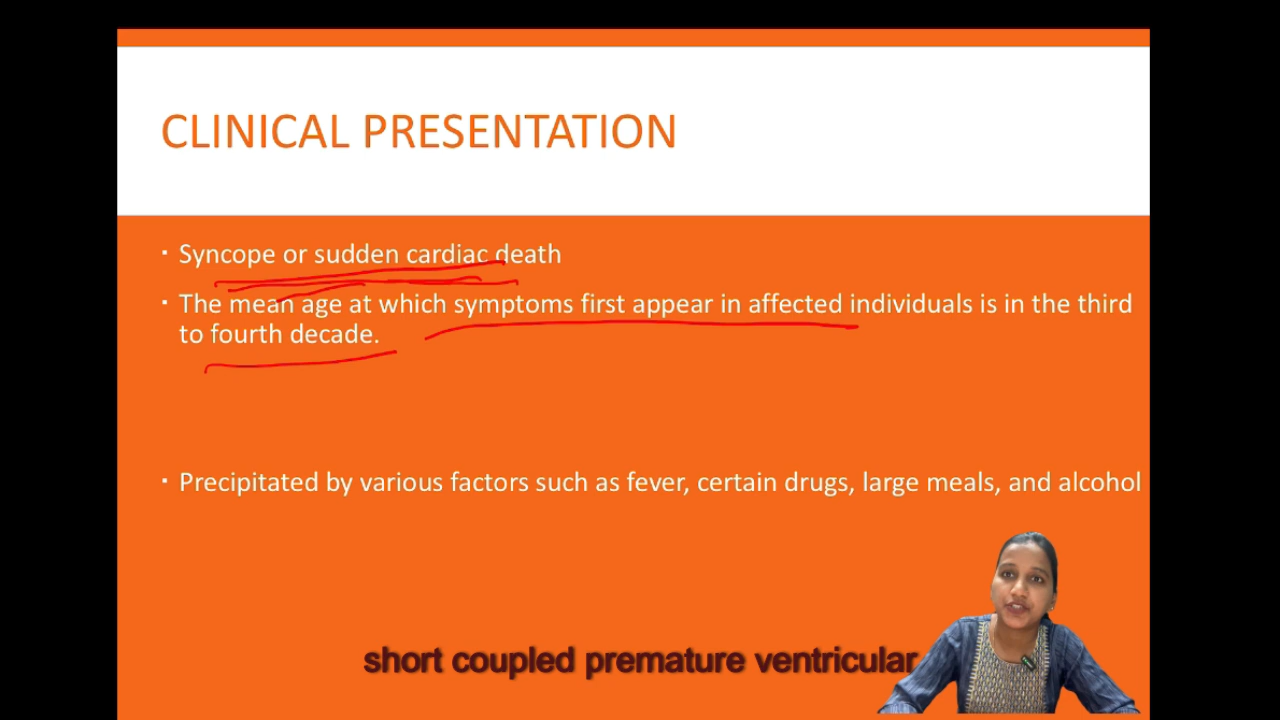 CLINICAL PRESENTATION
▪ Syncope or sudden cardiac death
▪ The mean age at which symptoms first appear in affected individuals is in the third
to fourth decade.
▪ Precipitated by various factors such as fever, certain drugs, large meals, and alcohol
short coupled premature ventricular